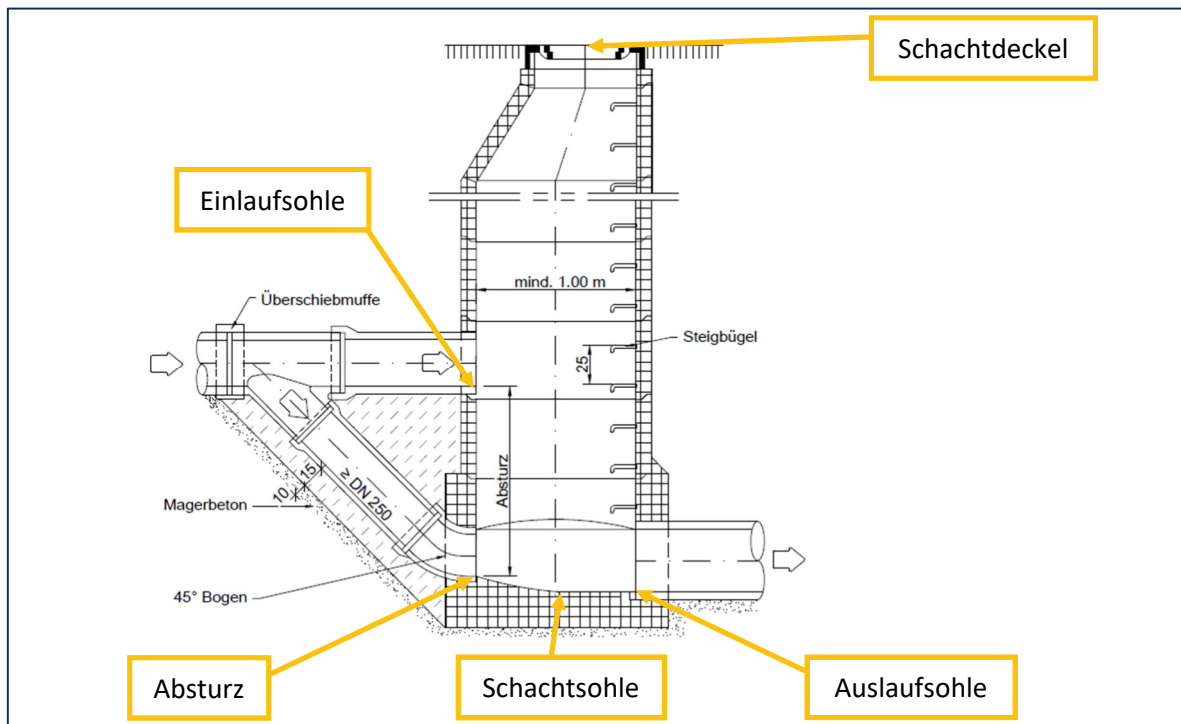 Schachtdeckel
Einlaufsohle
mind. 1.00 m
Überschiebmuffe
Steigbügel
25
Absturz
≥ DN 250
15
10
Magerbeton
45° Bogen
Absturz
Schachtsohle
Auslaufsohle